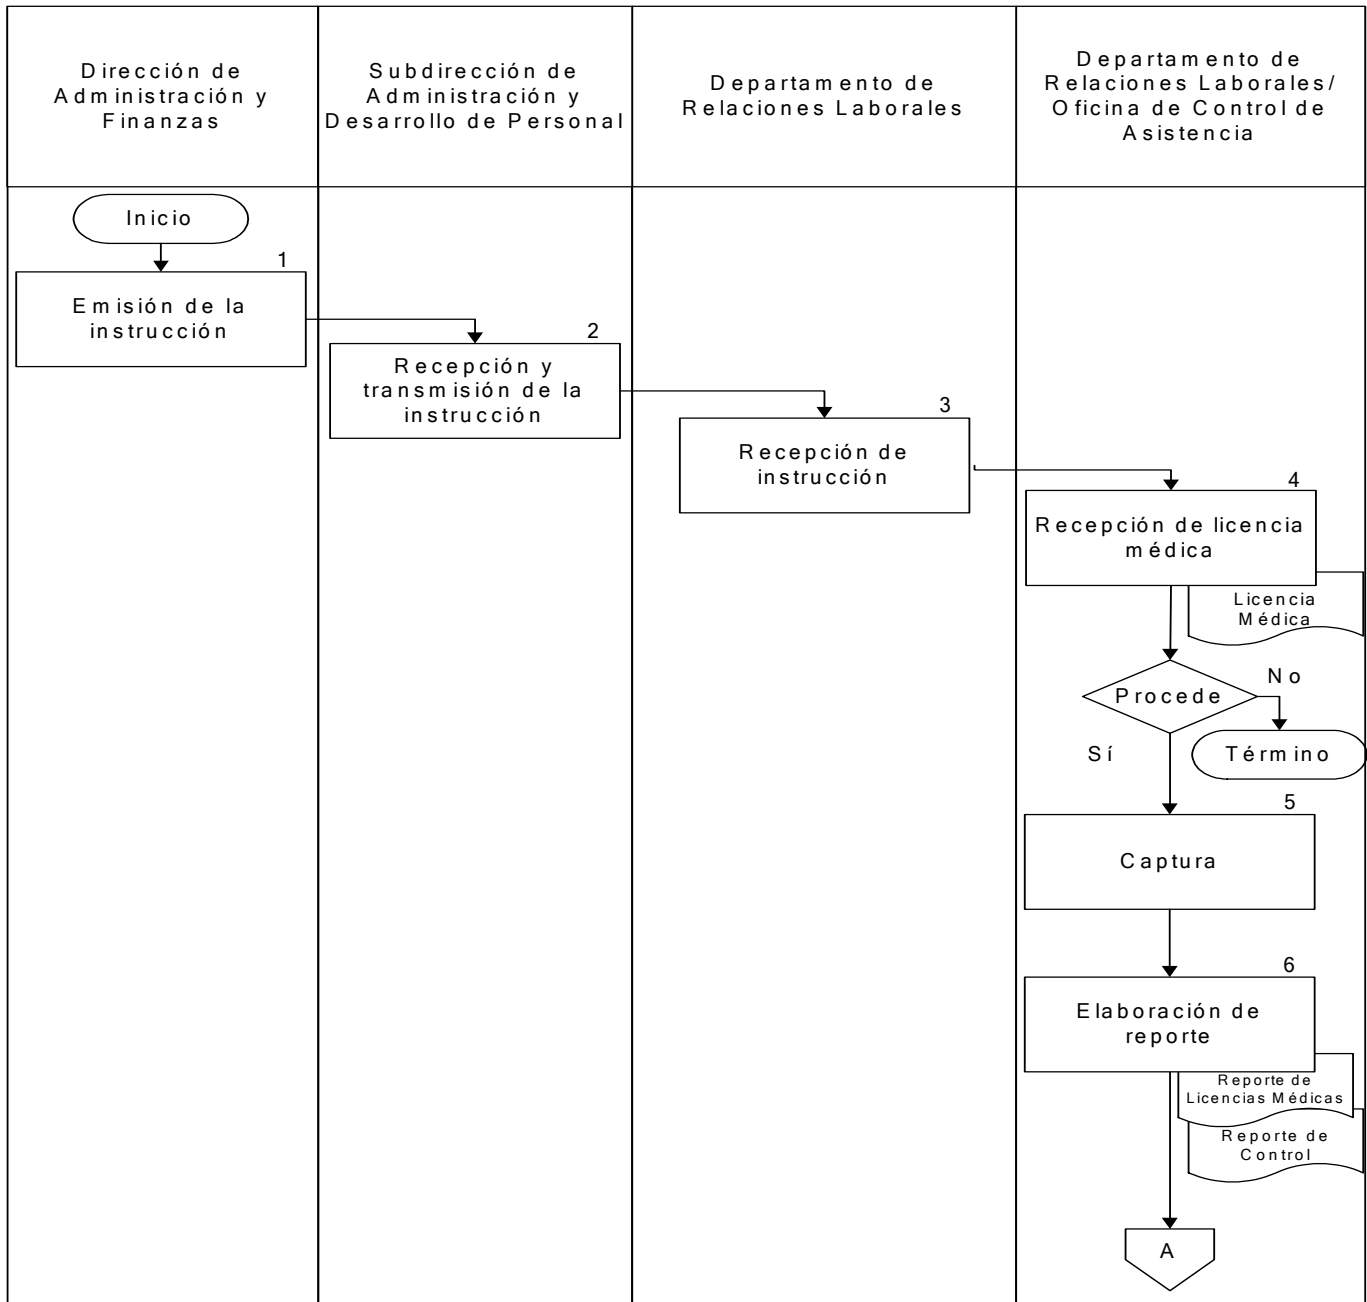 Dirección de
Administración y
Finanzas
Subdirección de
Administración y
Desarrollo de Personal
Departamento de
Relaciones Laborales
Departamento de
Relaciones Laborales/
Oficina de Control de
Asistencia
Inicio
1
Emisión de la
instrucción
2
Recepción y
transmisión de la
instrucción
3
Recepción de
instrucción
4
Recepción de licencia
médica
Licencia
Médica
Procede
No
Sí
Término
5
Captura
6
Elaboración de
reporte
Reporte de
Licencias Médicas
Reporte de
Control
A